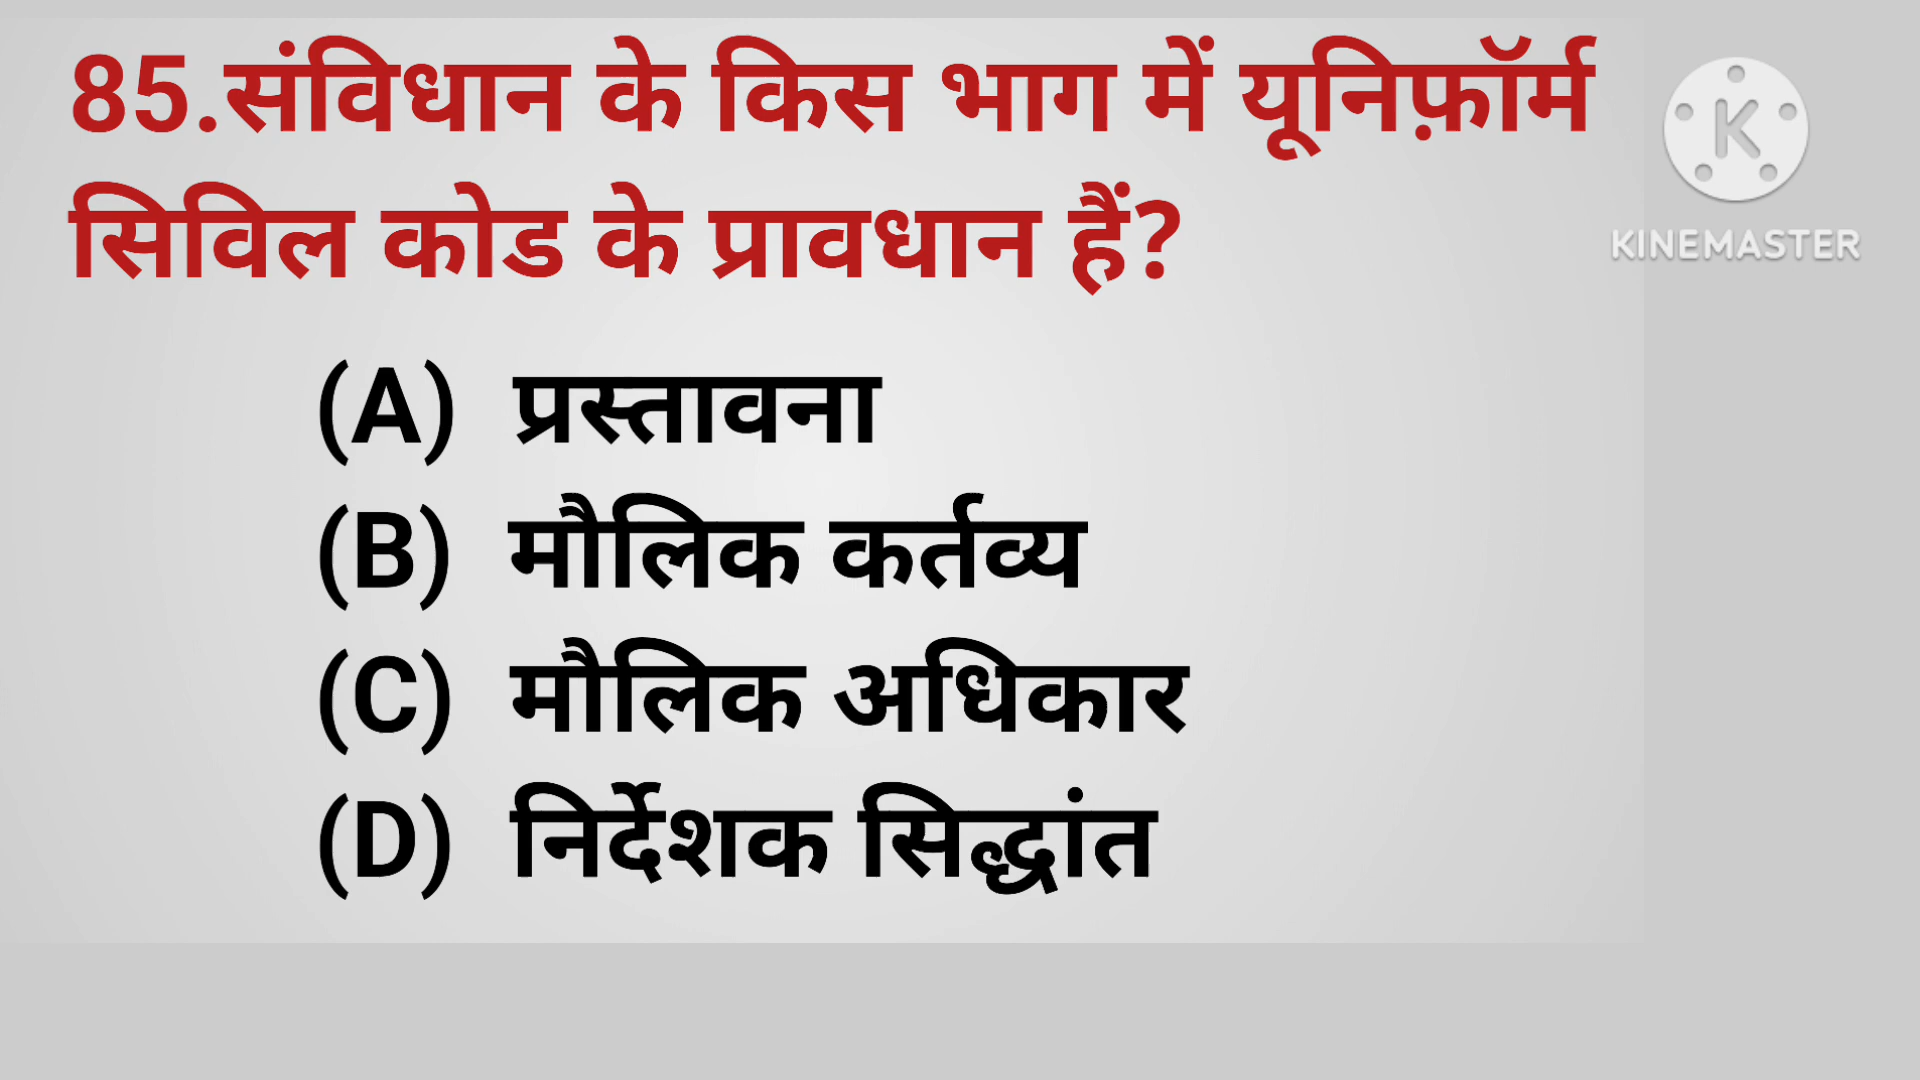 85.संविधान के किस भाग में यूनिफ़ॉर्म
सिविल कोड के प्रावधान हैं?
KINEMASTER
(A) प्रस्तावना
(B) मौलिक कर्तव्य
(C) मौलिक अधिकार
(D) निर्देशक सिद्धांत